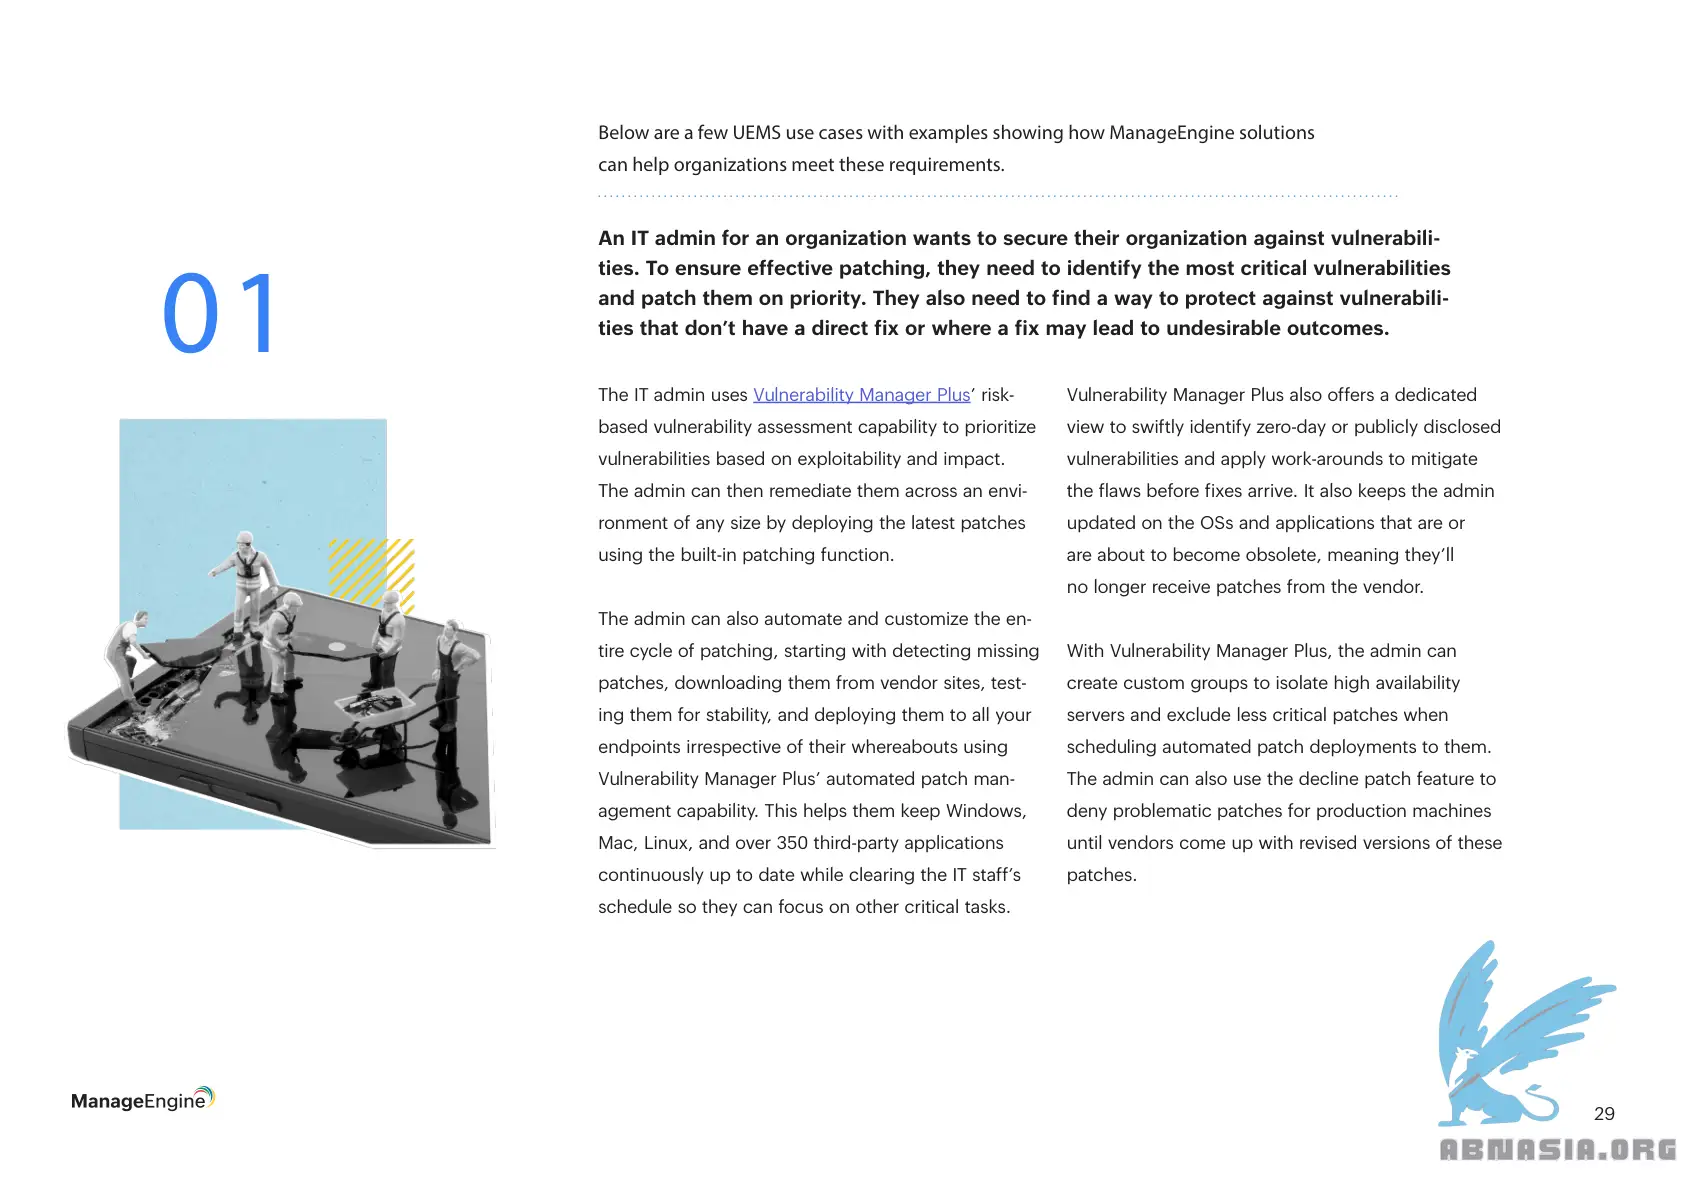 Below are a few UEMS use cases with examples showing how ManageEngine solutions
can help organizations meet these requirements.
01
An IT admin for an organization wants to secure their organization against vulnerabili-
ties. To ensure effective patching, they need to identify the most critical vulnerabilities
and patch them on priority. They also need to find a way to protect against vulnerabili-
ties that don’t have a direct fix or where a fix may lead to undesirable outcomes.
The IT admin uses Vulnerability Manager Plus’ risk-
based vulnerability assessment capability to prioritize
vulnerabilities based on exploitability and impact.
The admin can then remediate them across an envi-
ronment of any size by deploying the latest patches
using the built-in patching function.
The admin can also automate and customize the en-
tire cycle of patching, starting with detecting missing
patches, downloading them from vendor sites, test-
ing them for stability, and deploying them to all your
endpoints irrespective of their whereabouts using
Vulnerability Manager Plus’ automated patch man-
agement capability. This helps them keep Windows,
Mac, Linux, and over 350 third-party applications
continuously up to date while clearing the IT staff’s
schedule so they can focus on other critical tasks.
Vulnerability Manager Plus also offers a dedicated
view to swiftly identify zero-day or publicly disclosed
vulnerabilities and apply work-arounds to mitigate
the flaws before fixes arrive. It also keeps the admin
updated on the OSs and applications that are or
are about to become obsolete, meaning they’ll
no longer receive patches from the vendor.
With Vulnerability Manager Plus, the admin can
create custom groups to isolate high availability
servers and exclude less critical patches when
scheduling automated patch deployments to them.
The admin can also use the decline patch feature to
deny problematic patches for production machines
until vendors come up with revised versions of these
patches.
ManageEngine
29
ABNASIA.ORG